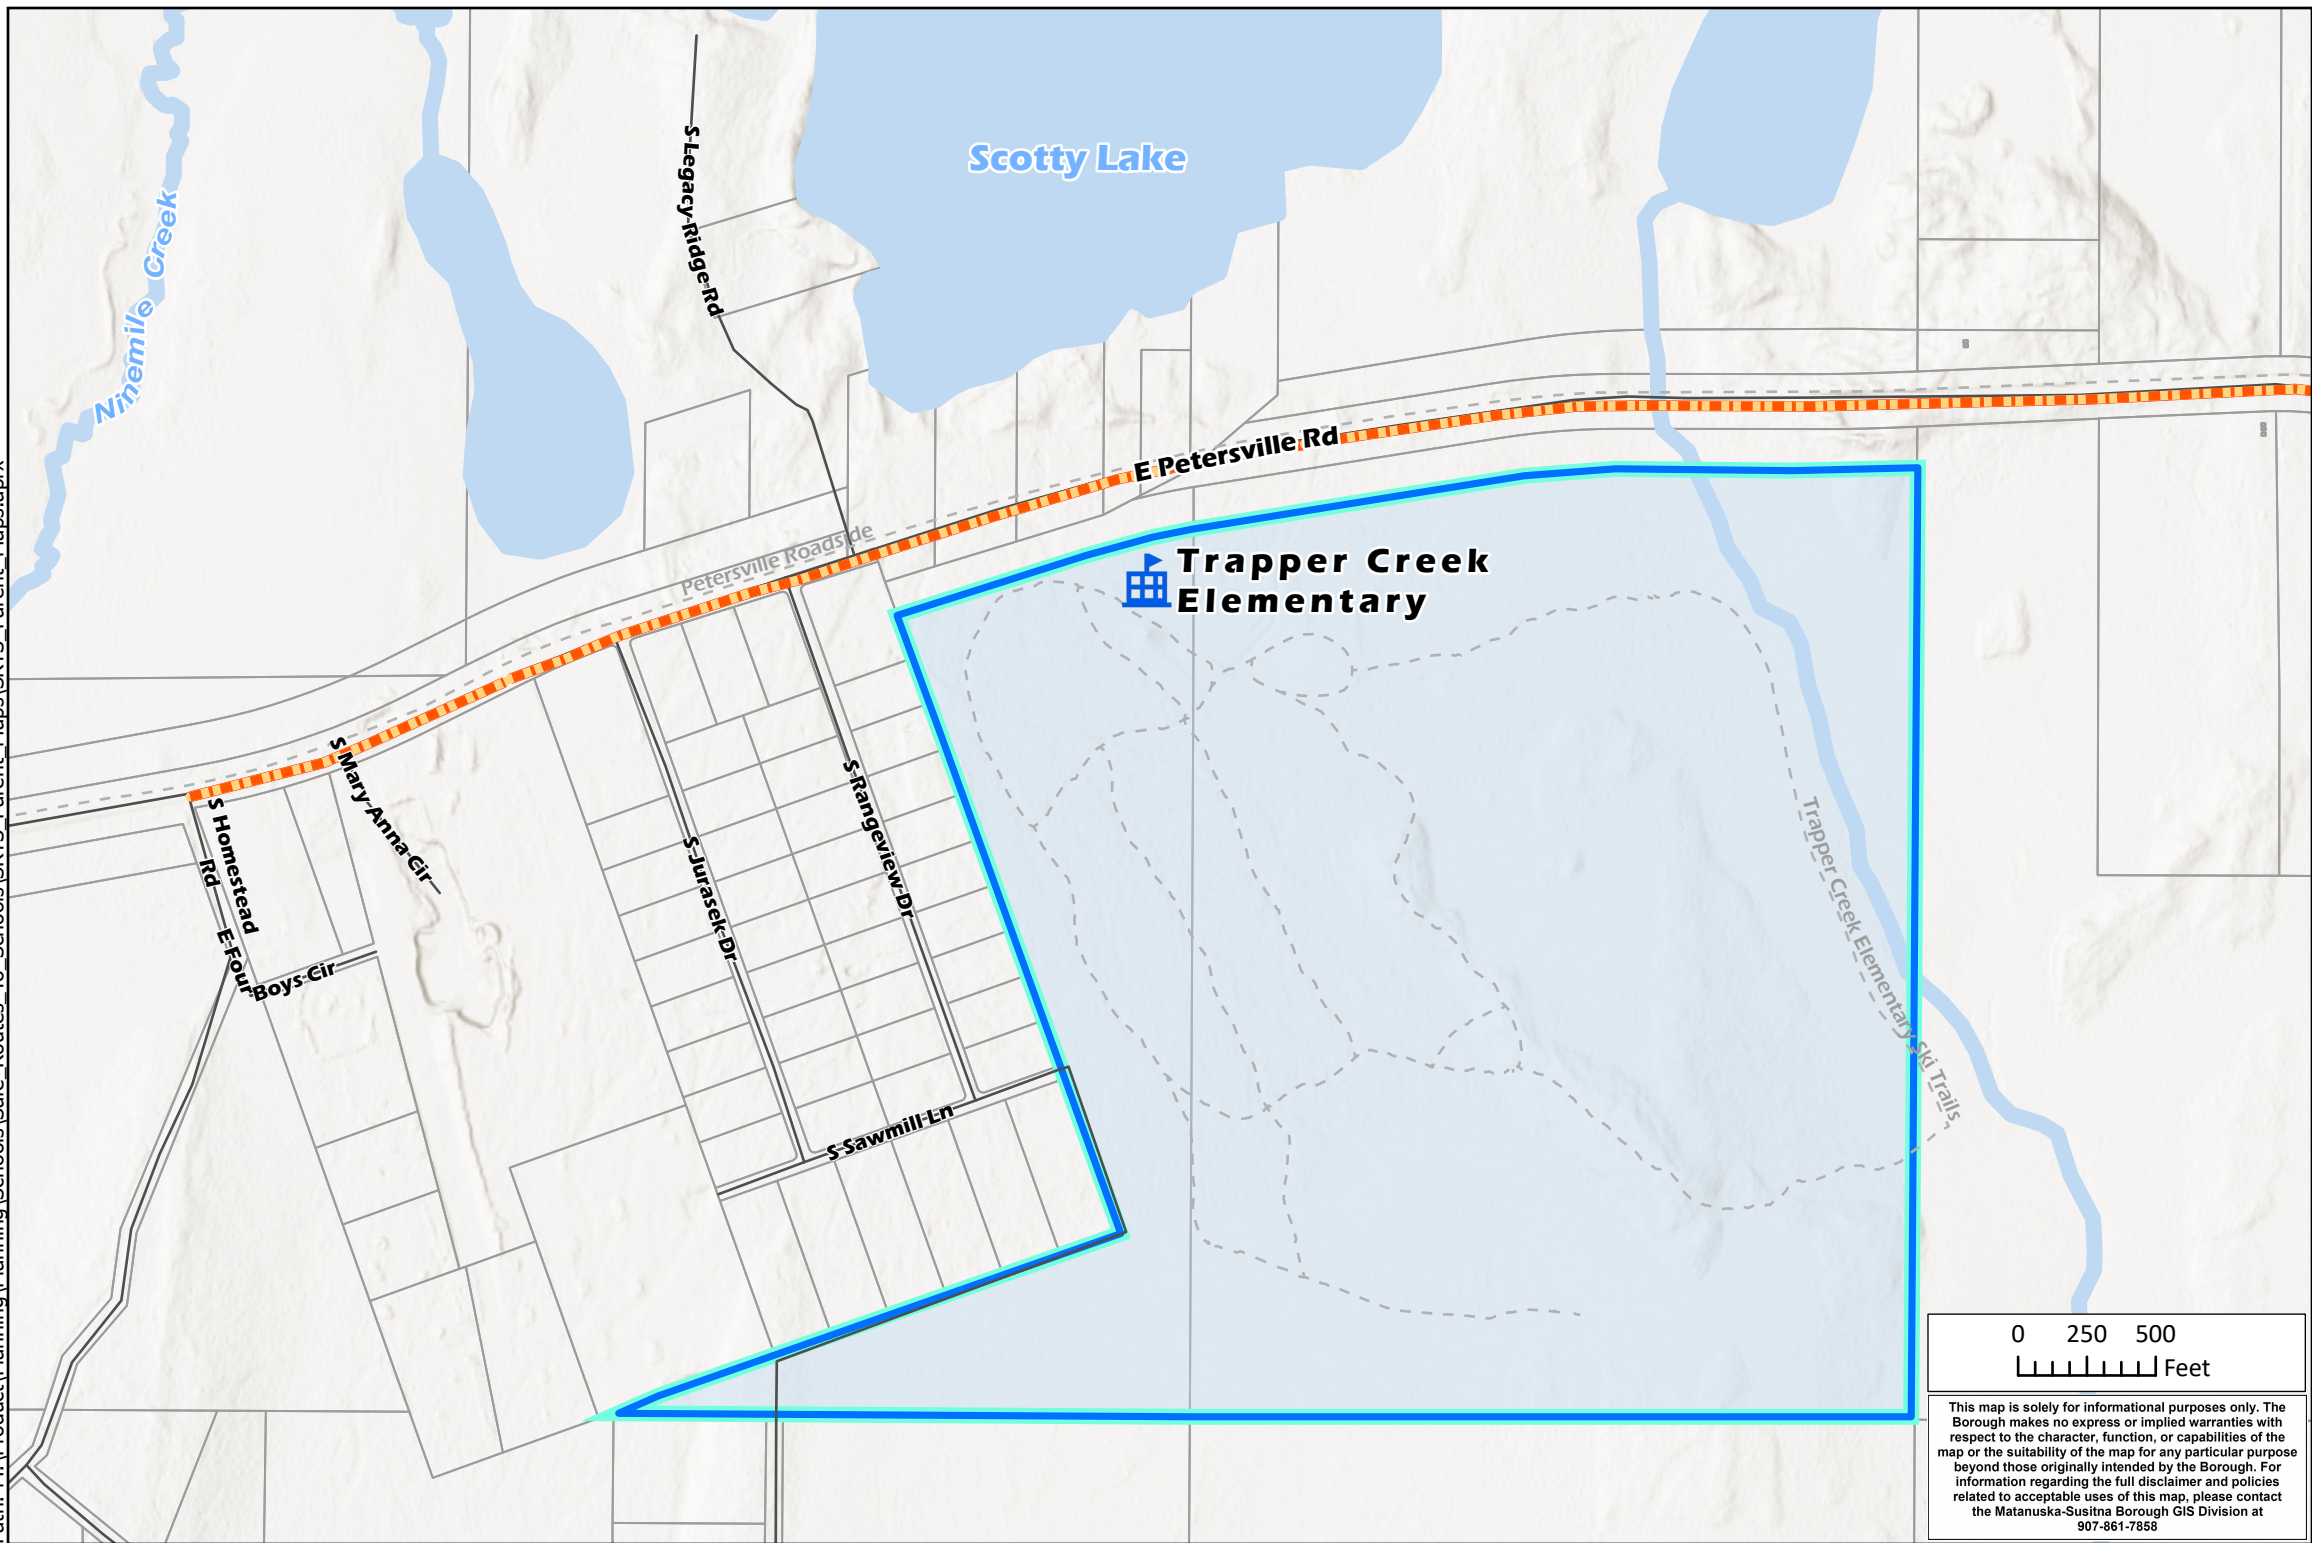 Scotty Lake
S Legacy Ridge Rd
Ninemile Creek
E Petersville Rd
Petersville Roadside
Trapper Creek
Elementary
S Mary Anna Cir
S Homestead
Rd
E Four
Boys Cir
S Jurasek Dr
S Rangeview Dr
S Sawmill Ln
Trapper Creek Elementary Ski Trails
0 250 500
Feet
This map is solely for informational purposes only. The
Borough makes no express or implied warranties with
respect to the character, function, or capabilities of the
map or the suitability of the map for any particular purpose
beyond those originally intended by the Borough. For
information regarding the full disclaimer and policies
related to acceptable uses of this map, please contact
the Matanuska-Susitna Borough GIS Division at
907-861-7858